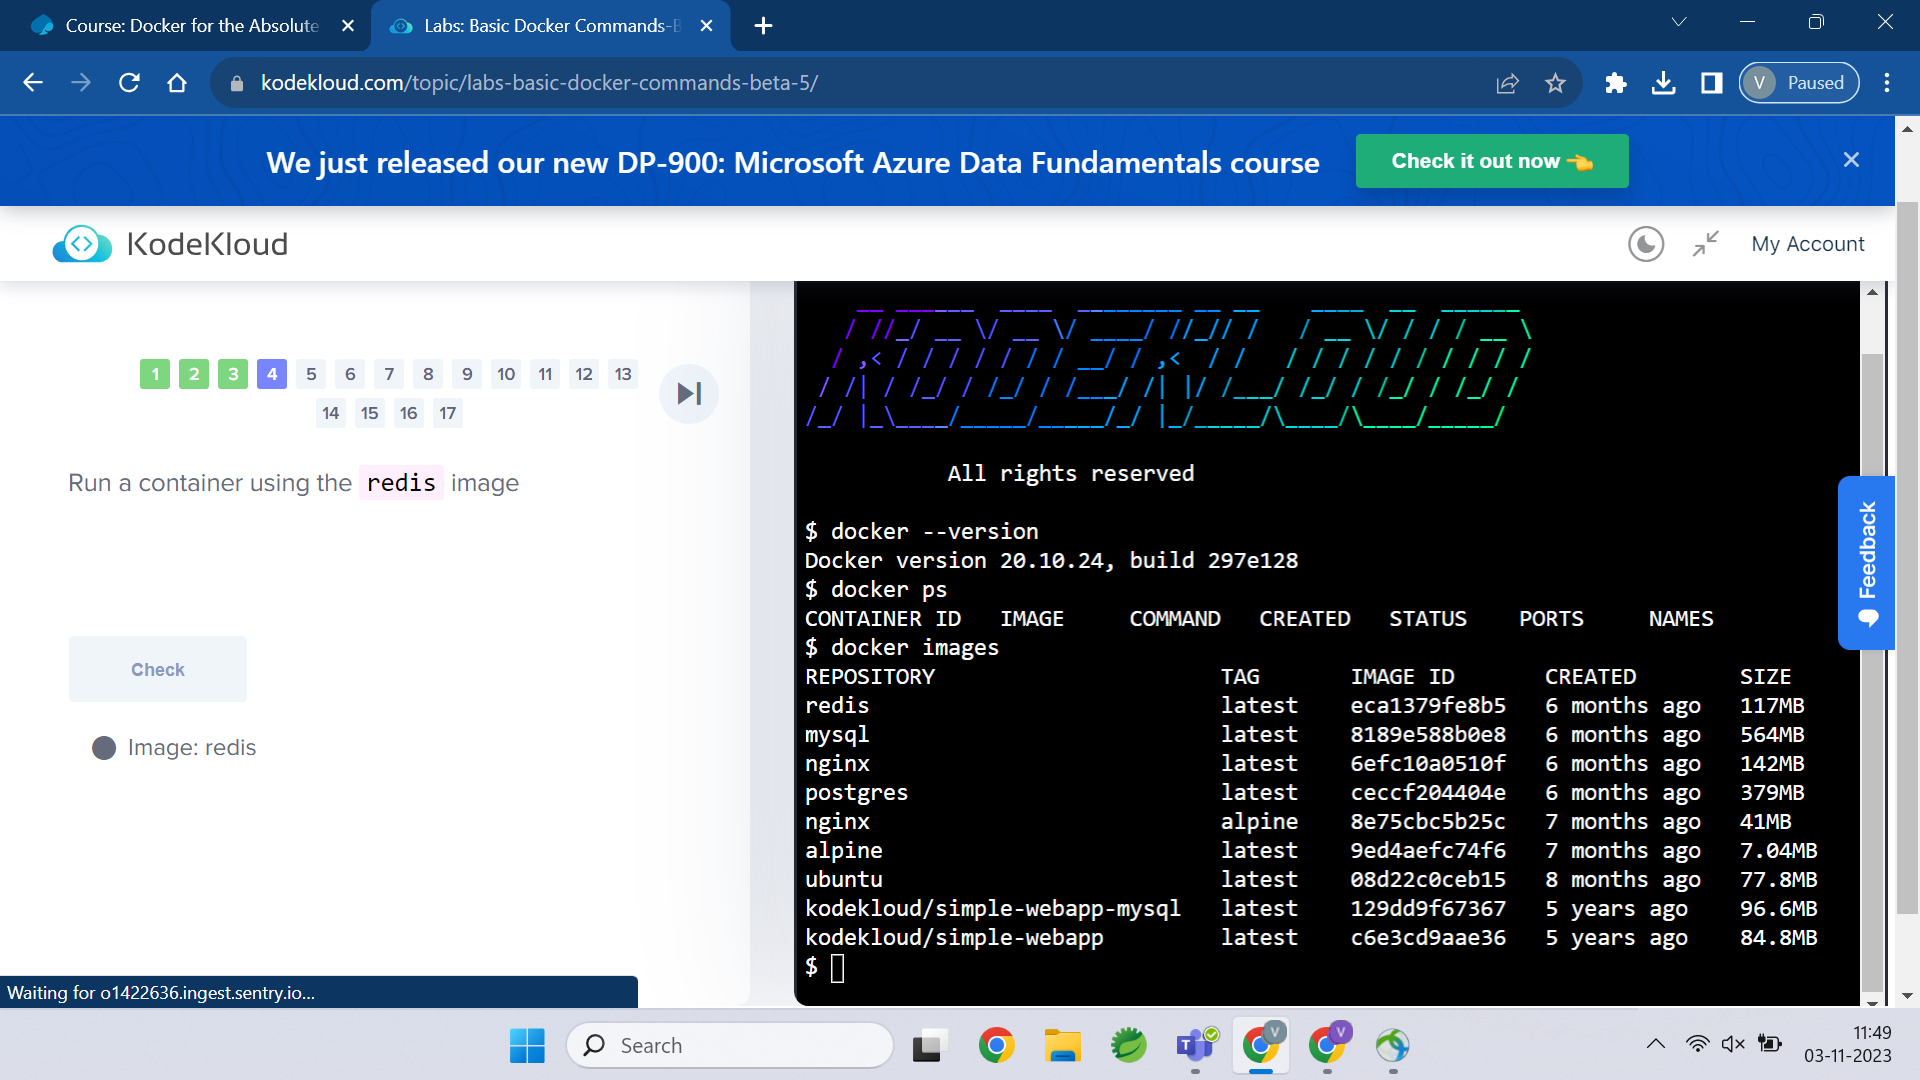 Course: Docker for the Absolute
Labs: Basic Docker Commands-B
kodekloud.com/topic/labs-basic-docker-commands-beta-5/
V Paused
We just released our new DP-900: Microsoft Azure Data Fundamentals course
Check it out now
KodeKloud
My Account
1 2 3 4 5 6 7 8 9 10 11 12 13
14 15 16 17
Run a container using the redis image
Check
Image: redis
KODEKLOUD
All rights reserved
$ docker --version
Docker version 20.10.24, build 297e128
$ docker ps
CONTAINER ID IMAGE COMMAND CREATED STATUS PORTS NAMES
$ docker images
REPOSITORY TAG IMAGE ID CREATED SIZE
redis latest eca1379fe8b5 6 months ago 117MB
mysql latest 8189e588b0e8 6 months ago 564MB
nginx latest 6efc10a0510f 6 months ago 142MB
postgres latest ceccf204404e 6 months ago 379MB
nginx alpine 8e75cbc5b25c 7 months ago 41MB
alpine latest 9ed4aefc74f6 7 months ago 7.04MB
ubuntu latest 08d22c0ceb15 8 months ago 77.8MB
kodekloud/simple-webapp-mysql latest 129dd9f67367 5 years ago 96.6MB
kodekloud/simple-webapp latest c6e3cd9aae36 5 years ago 84.8MB
$
Feedback
Waiting for o1422636.ingest.sentry.io...
Search
T
V
V
11:49
03-11-2023